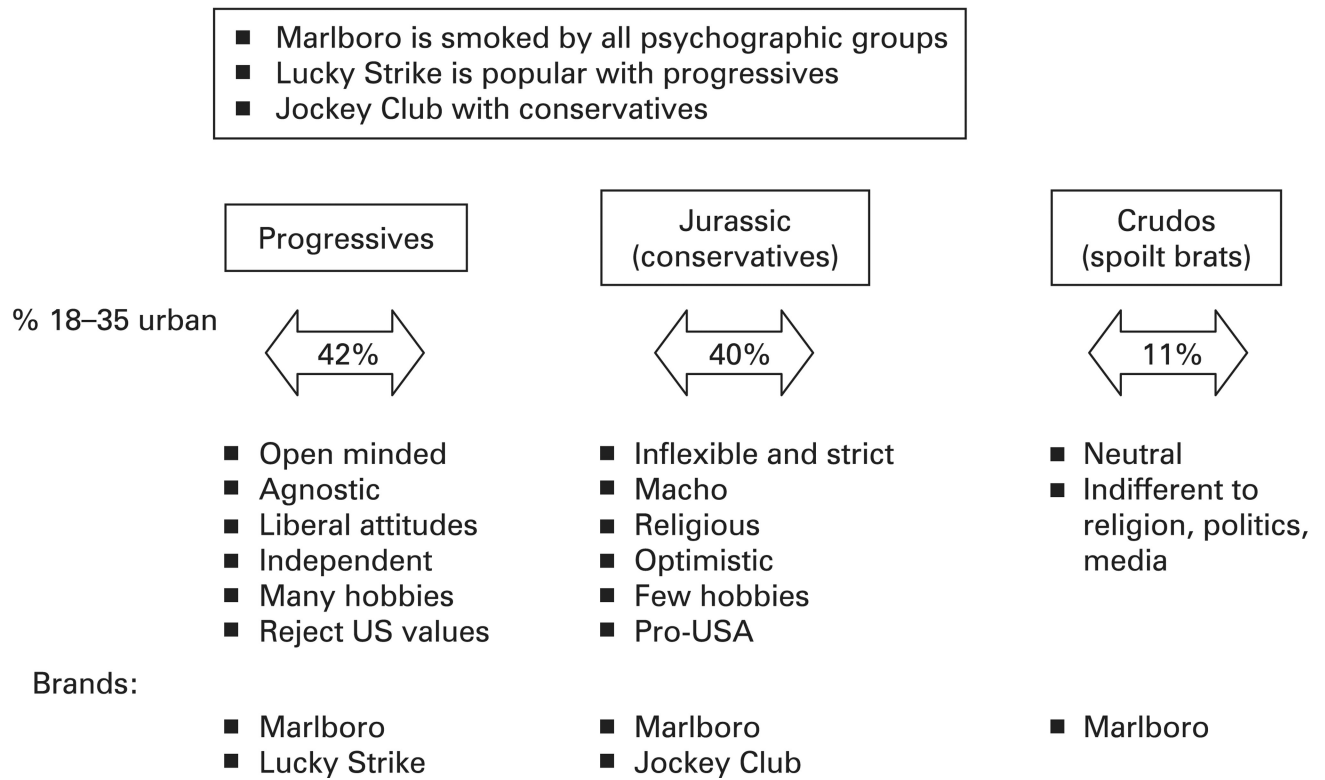 ■ Marlboro is smoked by all psychographic groups
■ Lucky Strike is popular with progressives
■ Jockey Club with conservatives
Progressives
Jurassic
(conservatives)
Crudos
(spoilt brats)
% 18–35 urban
42%
40%
11%
■ Open minded
■ Agnostic
■ Liberal attitudes
■ Independent
■ Many hobbies
■ Reject US values
■ Inflexible and strict
■ Macho
■ Religious
■ Optimistic
■ Few hobbies
■ Pro-USA
■ Neutral
■ Indifferent to
religion, politics,
media
Brands:
■ Marlboro
■ Lucky Strike
■ Marlboro
■ Jockey Club
■ Marlboro